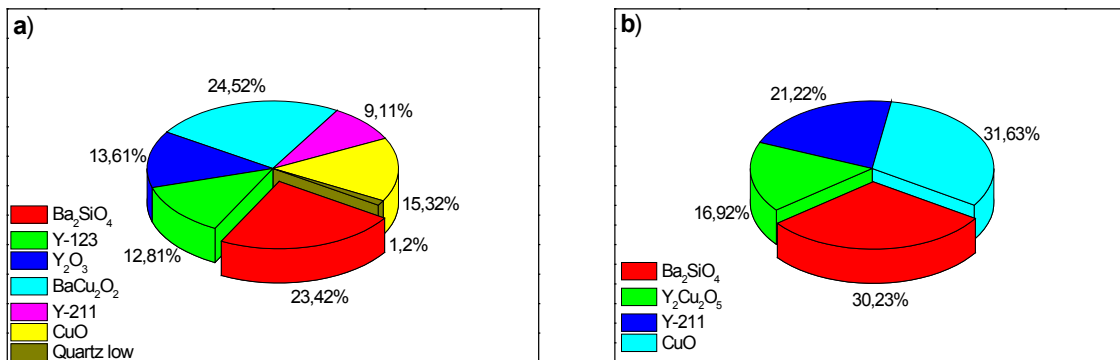 a)
24,52%
9,11%
13,61%
15,32%
1,2%
12,81%
23,42%
Ba₂SiO₄
Y-123
Y₂O₃
BaCu₂O₂
Y-211
CuO
Quartz low
b)
21,22%
31,63%
16,92%
30,23%
Ba₂SiO₄
Y₂Cu₂O₅
Y-211
CuO